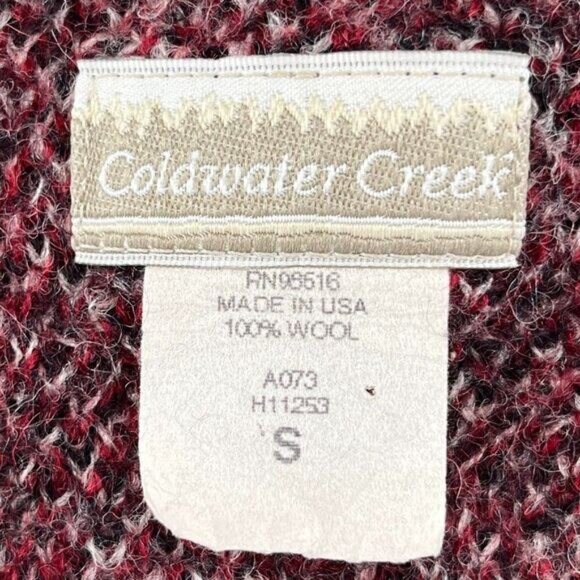 Coldwater Creek
RN98516
MADE IN USA
100% WOOL
A073
H11253
S